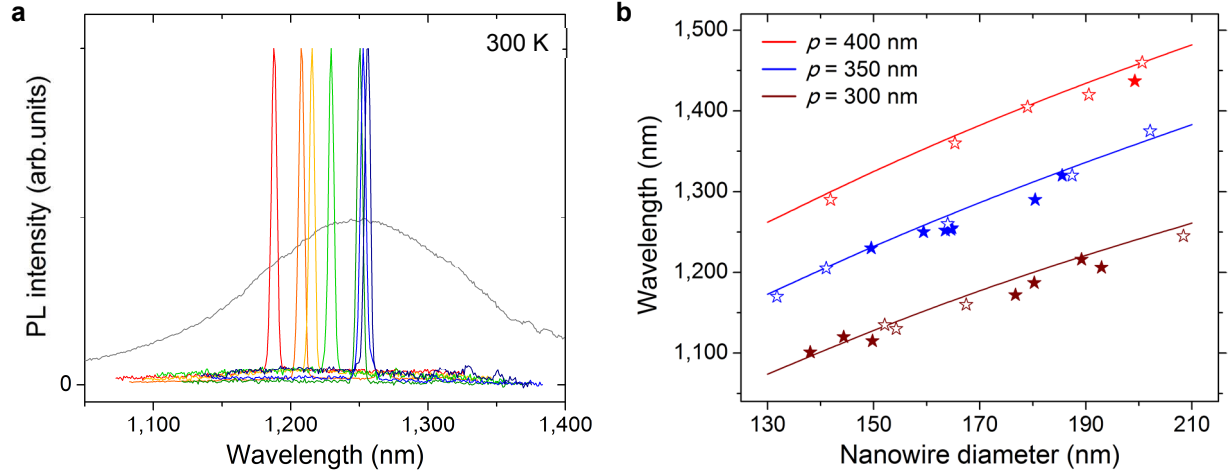 a
300 K
PL intensity (arb.units)
0
1,100
1,200
1,300
1,400
Wavelength (nm)
b
p = 400 nm
p = 350 nm
p = 300 nm
Wavelength (nm)
1,500
1,400
1,300
1,200
1,100
130
150
170
190
210
Nanowire diameter (nm)